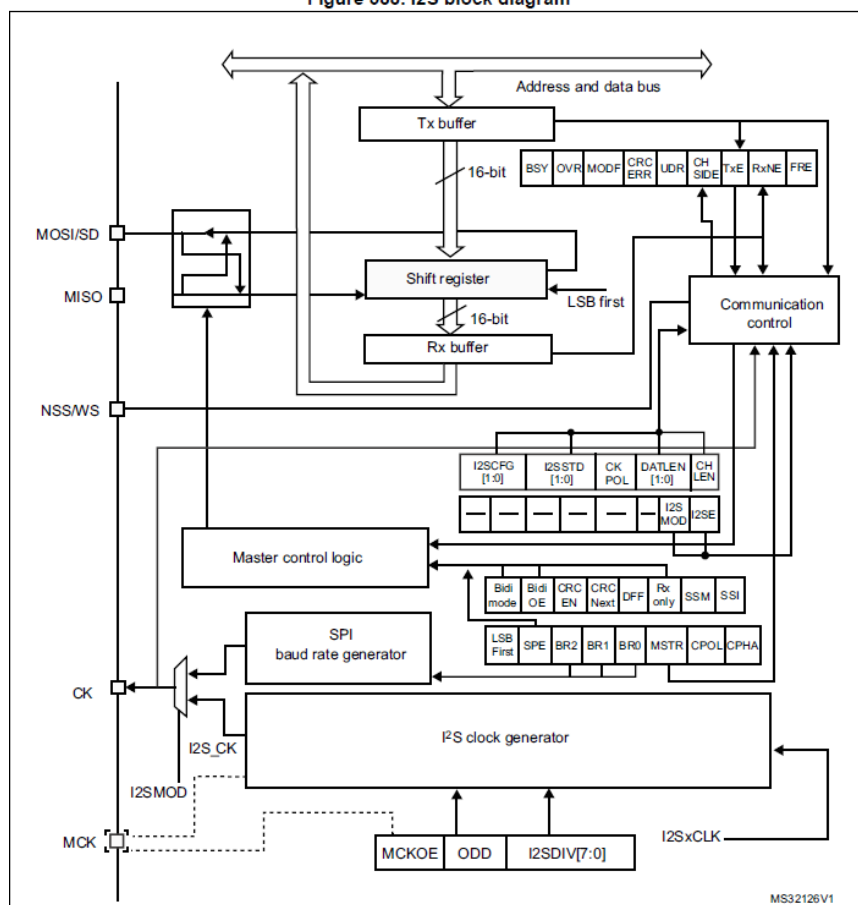 I2S block diagram
Address and data bus
Tx buffer
BSY OVR MODF CRC ERR UDR CH SIDE TxE RxNE FRE
16-bit
MOSI/SD
Shift register
MISO
LSB first
Communication control
16-bit
Rx buffer
NSS/WS
I2SCFG [1:0] I2SSTD [1:0] CK POL DATLEN [1:0] CH LEN
I2S MOD I2SE
Master control logic
Bidi mode Bidi OE CRC EN CRC Next DFF Rx only SSM SSI
SPI
baud rate generator
LSB First SPE BR2 BR1 BR0 MSTR CPOL CPHA
CK
I2S_CK
I²S clock generator
I2SMOD
I2SxCLK
MCK
MCKOE ODD I2SDIV[7:0]
MS32126V1